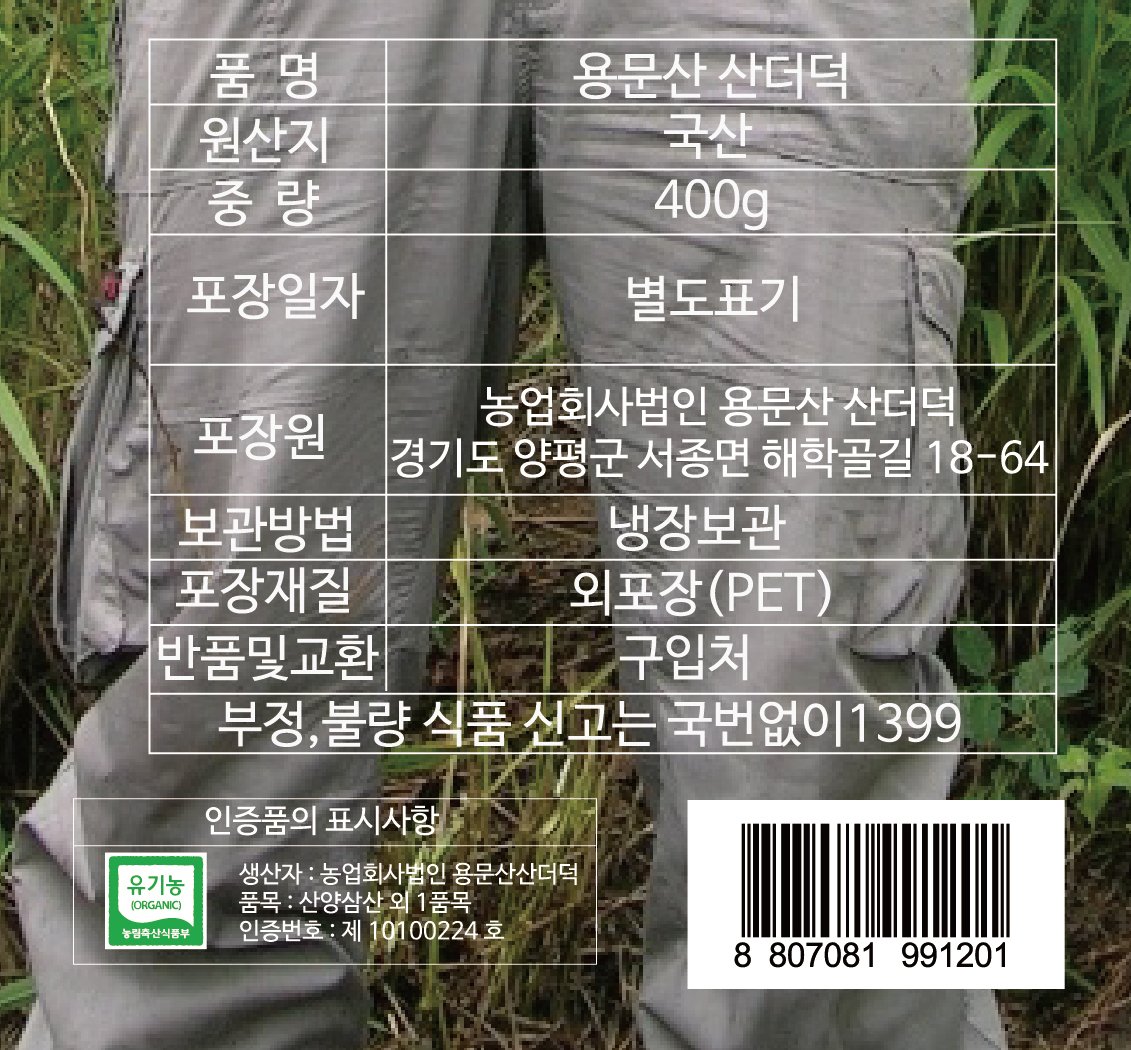 품 명 용문산 산더덕
원산지 국산
중 량 400g
포장일자 별도표기
포장원 농업회사법인 용문산 산더덕
경기도 양평군 서종면 해학골길 18-64
보관방법 냉장보관
포장재질 외포장(PET)
반품및교환 구입처
부정,불량 식품 신고는 국번없이1399
인증품의 표시사항
유기농
(ORGANIC)
농림축산식품부
생산자 : 농업회사법인 용문산산더덕
품목 : 산양삼산 외 1품목
인증번호 : 제 10100224 호
8 807081 991201